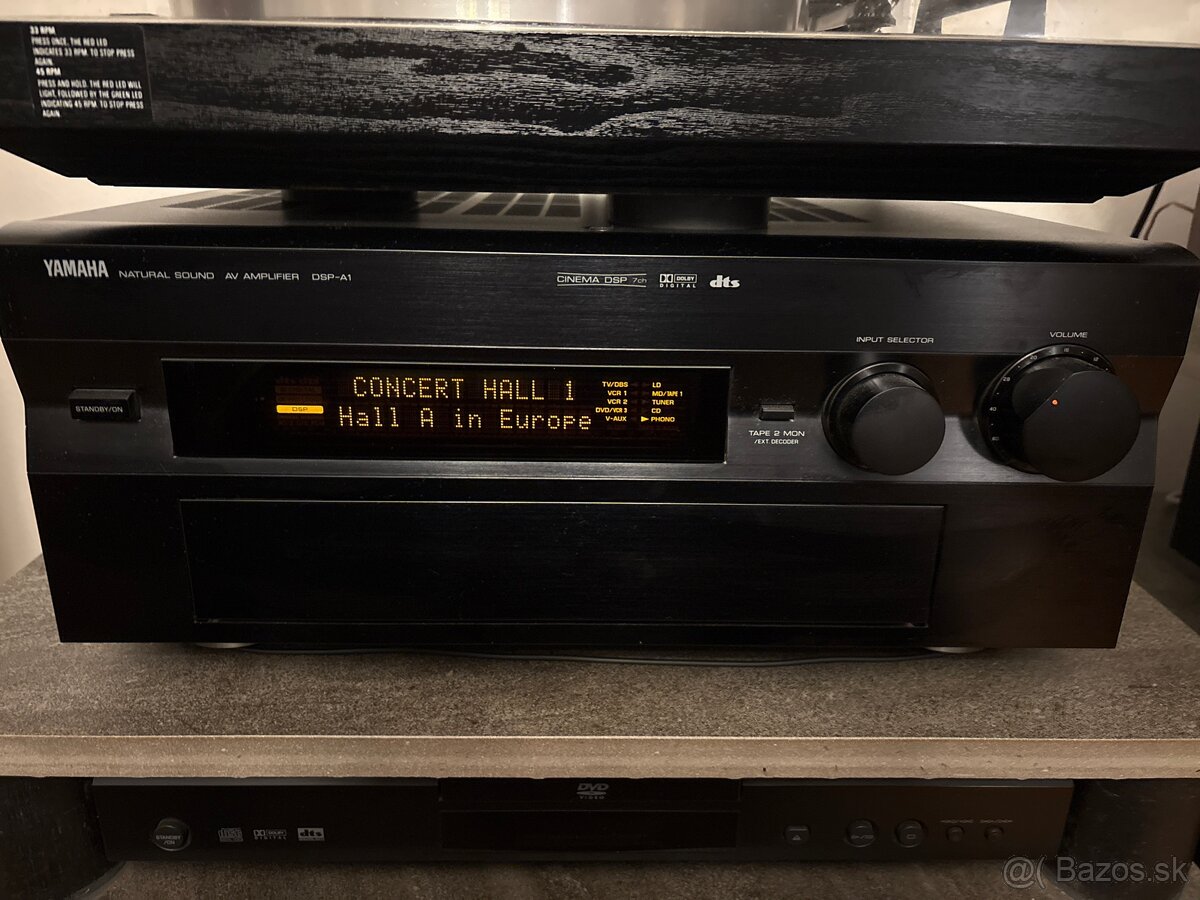 33 RPM
PRESS ONCE, THE RED LED
INDICATES 33 RPM. TO STOP PRESS
AGAIN.
45 RPM
PRESS AND HOLD, THE RED LED WILL
LIGHT, FOLLOWED BY THE GREEN LED
INDICATING 45 RPM. TO STOP PRESS
AGAIN.
YAMAHA NATURAL SOUND AV AMPLIFIER DSP-A1
CINEMA DSP 7ch DOLBY DIGITAL dts
INPUT SELECTOR
VOLUME
STANDBY/ON
DSP
CONCERT HALL 1
Hall A in Europe
TV/DBS LD
VCR 1 MD/TAPE 1
VCR 2 TUNER
DVD/VCR 3 CD
V-AUX PHONO
TAPE 2 MON
/EXT. DECODER
28
40
60
DVD
VIDEO
STANDBY
/ON
DOLBY
DIGITAL
dts
@( Bazos.sk